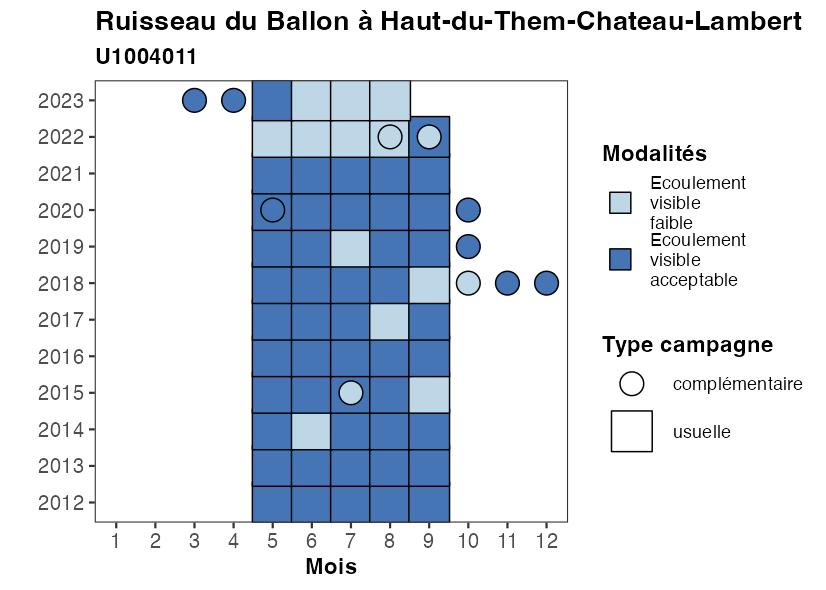 Ruisseau du Ballon à Haut-du-Them-Chateau-Lambert
U1004011
2023
2022
2021
2020
2019
2018
2017
2016
2015
2014
2013
2012
1 2 3 4 5 6 7 8 9 10 11 12
Mois
Modalités
Ecoulement
visible
faible
Ecoulement
visible
acceptable
Type campagne
complémentaire
usuelle